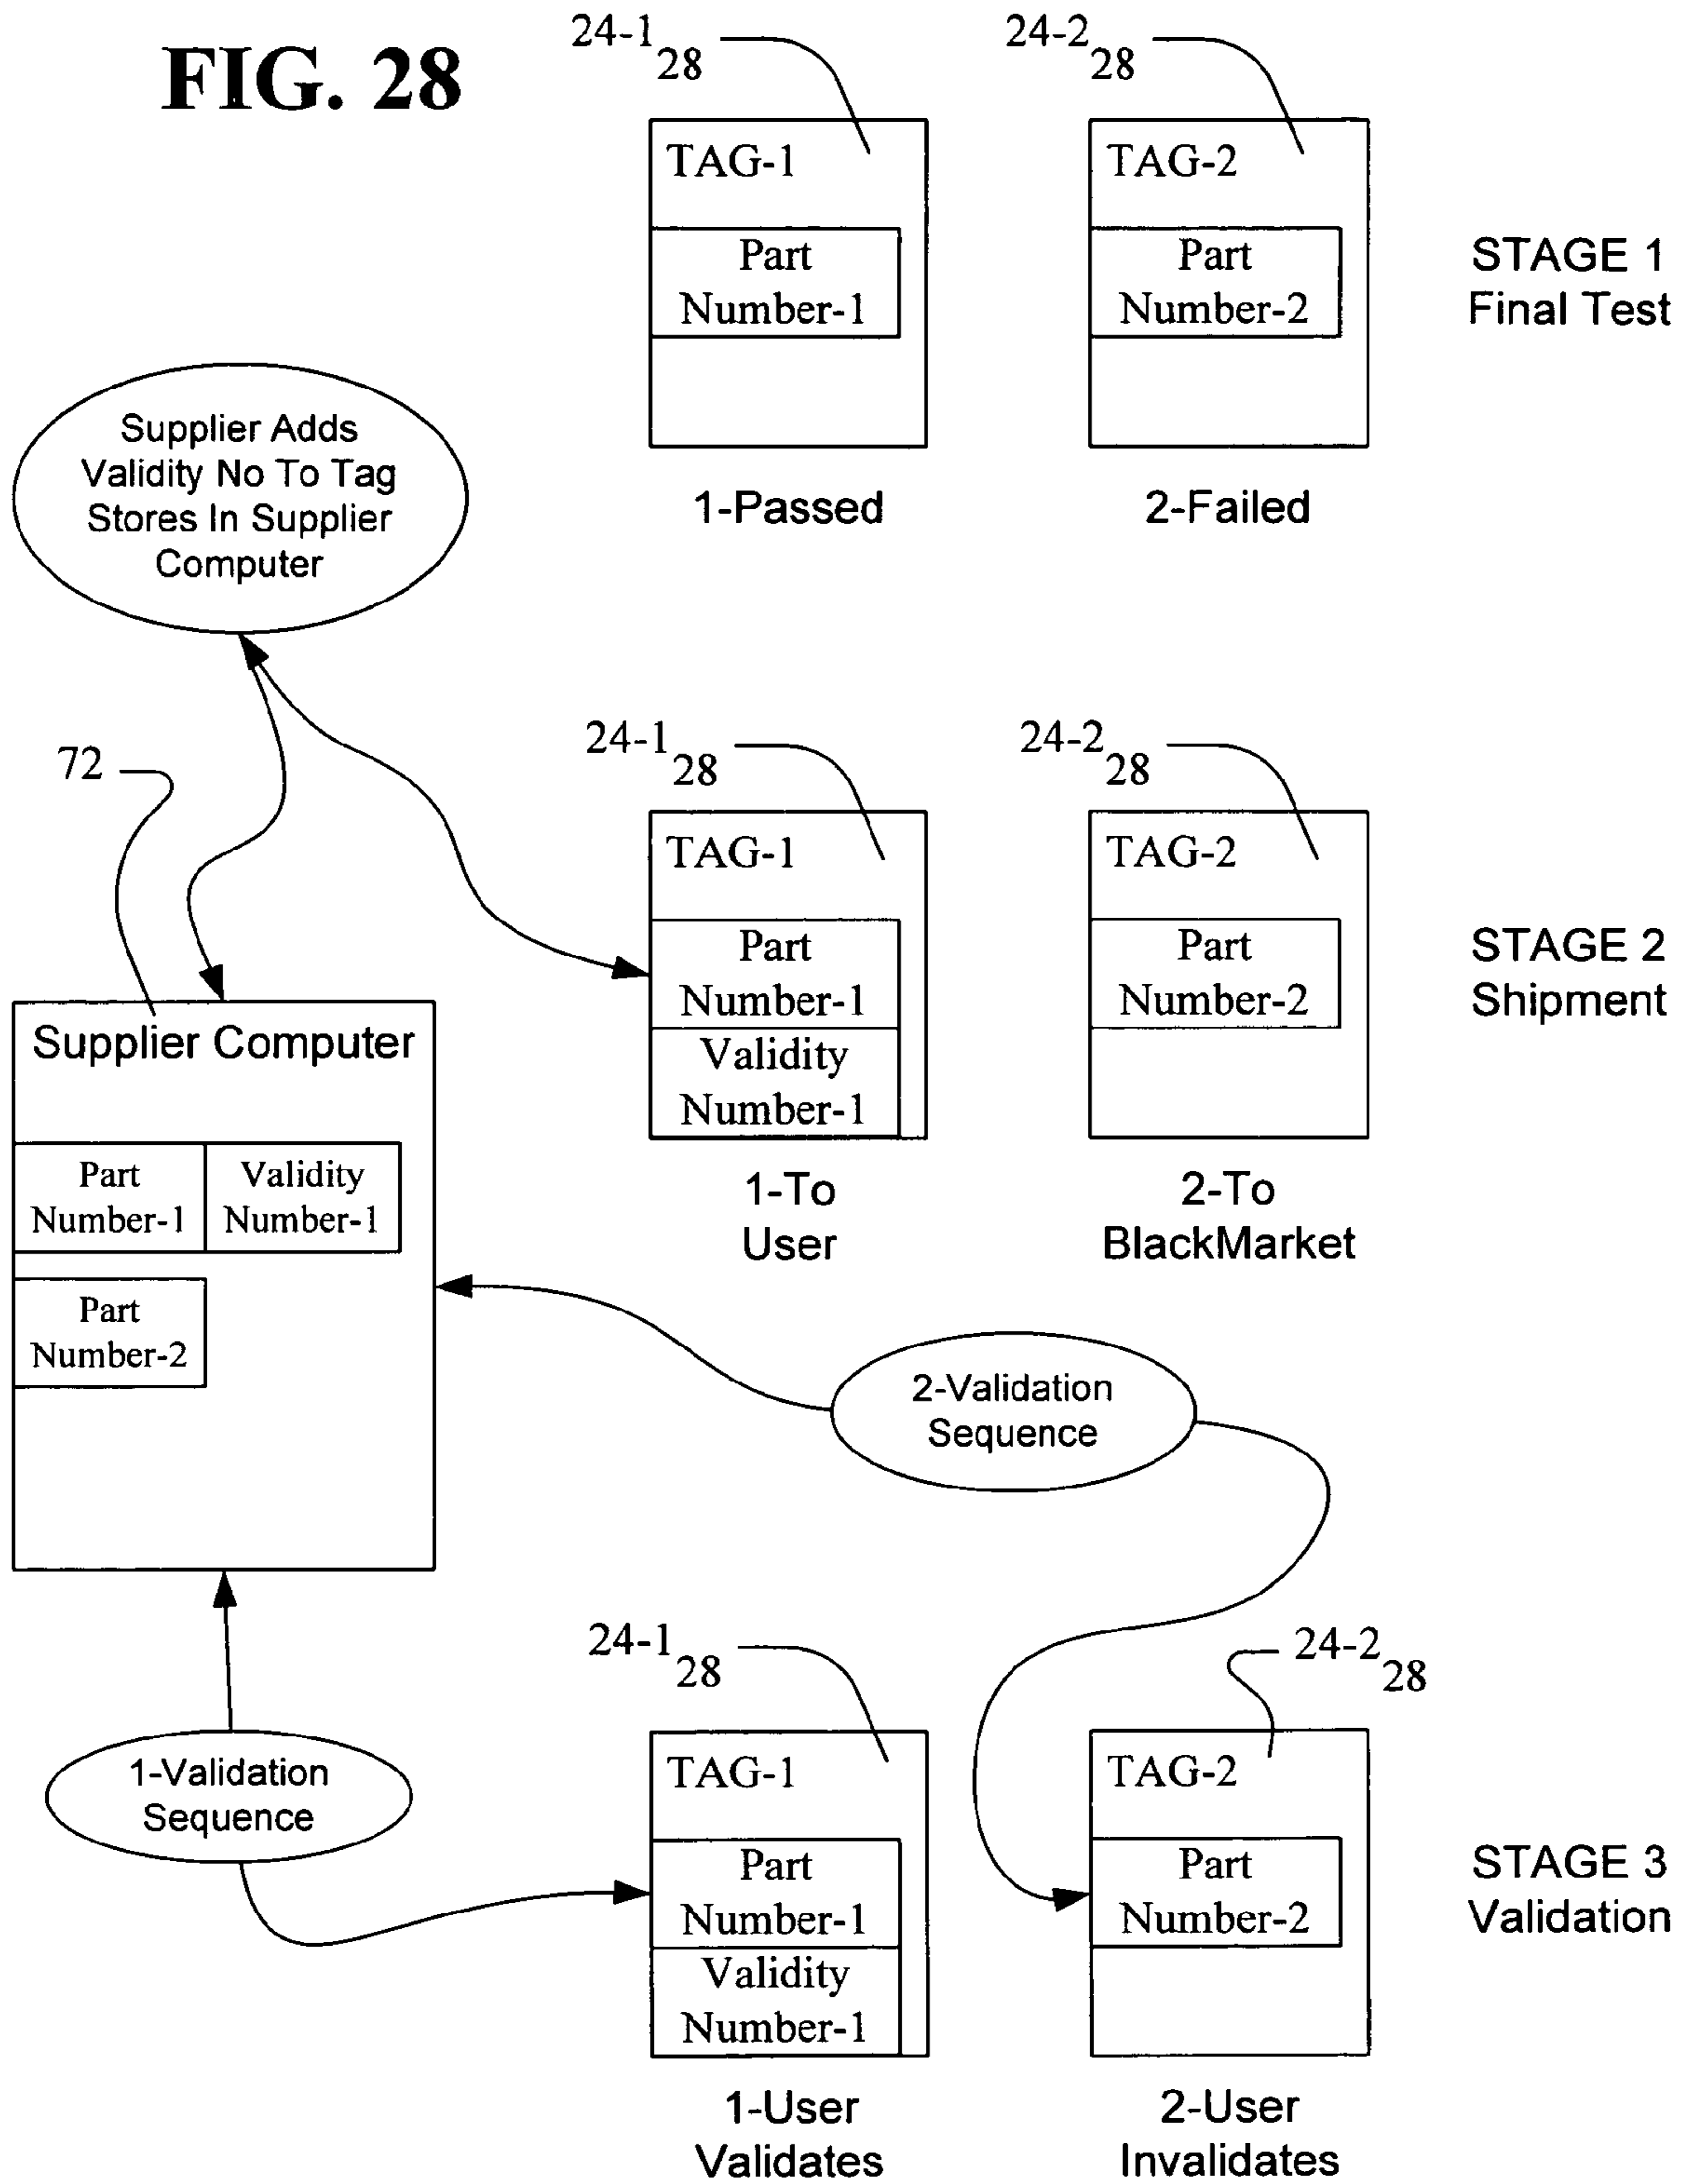 FIG. 28
24-1 28
24-2 28
TAG-1
Part
Number-1
TAG-2
Part
Number-2
STAGE 1
Final Test
1-Passed
2-Failed
Supplier Adds
Validity No To Tag
Stores In Supplier
Computer
72
24-1 28
24-2 28
TAG-1
Part
Number-1
Validity
Number-1
TAG-2
Part
Number-2
STAGE 2
Shipment
1-To
User
2-To
BlackMarket
Supplier Computer
Part
Number-1
Validity
Number-1
Part
Number-2
2-Validation
Sequence
1-Validation
Sequence
24-1 28
24-2 28
TAG-1
Part
Number-1
Validity
Number-1
TAG-2
Part
Number-2
STAGE 3
Validation
1-User
Validates
2-User
Invalidates